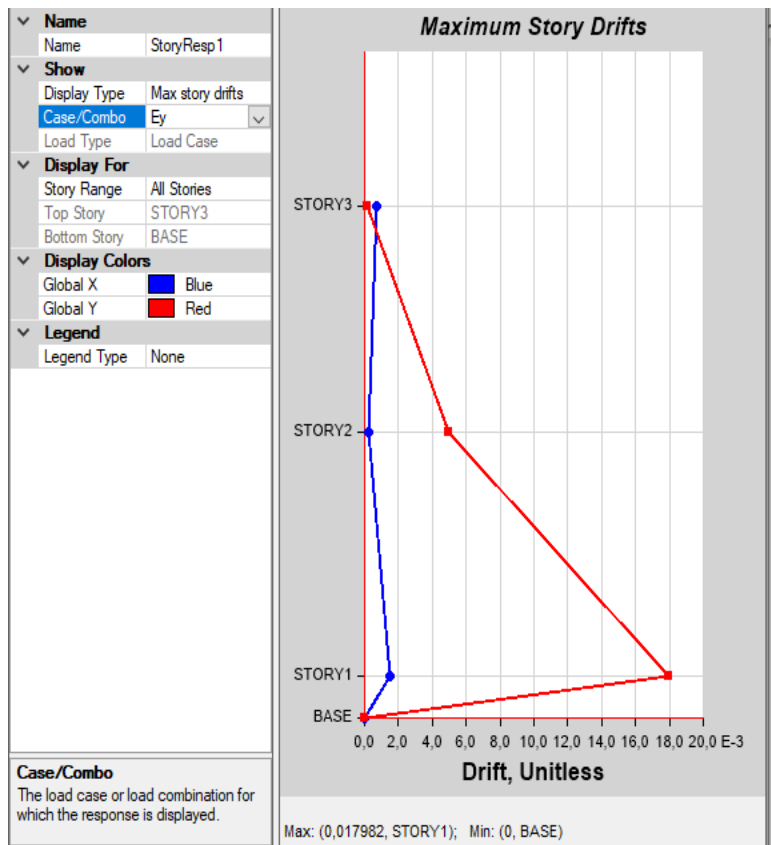 Name
Name StoryResp1
Show
Display Type Max story drifts
Case/Combo Ey
Load Type Load Case
Display For
Story Range All Stories
Top Story STORY3
Bottom Story BASE
Display Colors
Global X Blue
Global Y Red
Legend
Legend Type None
Case/Combo
The load case or load combination for
which the response is displayed.
Maximum Story Drifts
STORY3
STORY2
STORY1
BASE
0,0 2,0 4,0 6,0 8,0 10,0 12,0 14,0 16,0 18,0 20,0 E-3
Drift, Unitless
Max: (0,017982, STORY1); Min: (0, BASE)